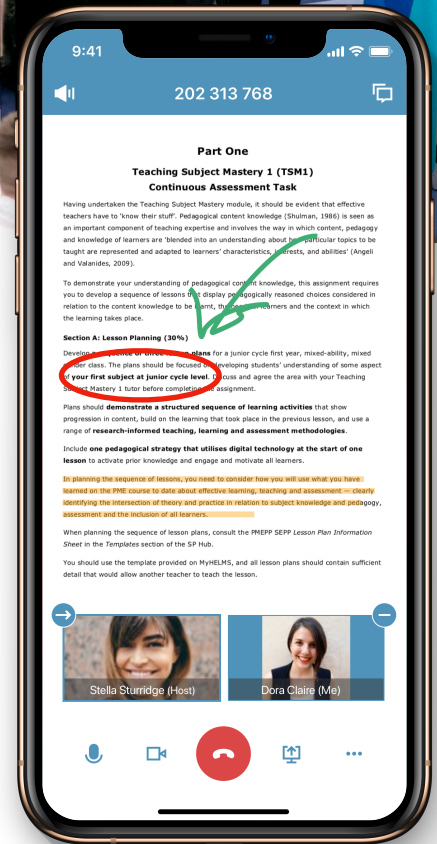 9:41
202 313 768
Part One
Teaching Subject Mastery 1 (TSM1)
Continuous Assessment Task
Having undertaken the Teaching Subject Mastery module, it should be evident that effective
teachers have to 'know their stuff'. Pedagogical content knowledge (Shulman, 1986) is seen as
an important component of teaching expertise and involves the way in which content, pedagogy
and knowledge of learners are 'blended into an understanding about how particular topics to be
taught are represented and adapted to learners' characteristics, interests, and abilities' (Angeli
and Valanides, 2009).
To demonstrate your understanding of pedagogical content knowledge, this assignment requires
you to develop a sequence of lessons that display pedagogically reasoned choices considered in
relation to the content knowledge to be learnt, the learners and the context in which
the learning takes place.
Section A: Lesson Planning (30%)
Develop a sequence of three lesson plans for a junior cycle first year, mixed-ability, mixed
gender class. The plans should be focused on developing students' understanding of some aspect
of your first subject at junior cycle level. Discuss and agree the area with your Teaching
Subject Mastery 1 tutor before completing the assignment.
Plans should demonstrate a structured sequence of learning activities that show
progression in content, build on the learning that took place in the previous lesson, and use a
range of research-informed teaching, learning and assessment methodologies.
Include one pedagogical strategy that utilises digital technology at the start of one
lesson to activate prior knowledge and engage and motivate all learners.
In planning the sequence of lessons, you need to consider how you will use what you have
learned on the PME course to date about effective learning, teaching and assessment — clearly
identifying the intersection of theory and practice in relation to subject knowledge and pedagogy,
assessment and the inclusion of all learners.
When planning the sequence of lesson plans, consult the PMEPP SEPP Lesson Plan Information
Sheet in the Templates section of the SP Hub.
You should use the template provided on MyHELMS, and all lesson plans should contain sufficient
detail that would allow another teacher to teach the lesson.
Stella Sturridge (Host)
Dora Claire (Me)